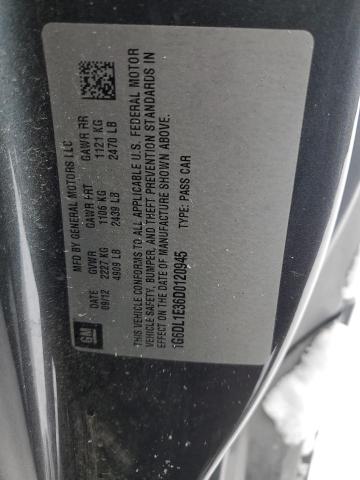 GM
MFD BY GENERAL MOTORS LLC
DATE GVWR GAWR FRT GAWR RR
09/12 2227 KG 1106 KG 1121 KG
4909 LB 2439 LB 2470 LB
THIS VEHICLE CONFORMS TO ALL APPLICABLE U.S. FEDERAL MOTOR
VEHICLE SAFETY, BUMPER, AND THEFT PREVENTION STANDARDS IN
EFFECT ON THE DATE OF MANUFACTURE SHOWN ABOVE.
1G6DL1E36D0120945 TYPE: PASS CAR